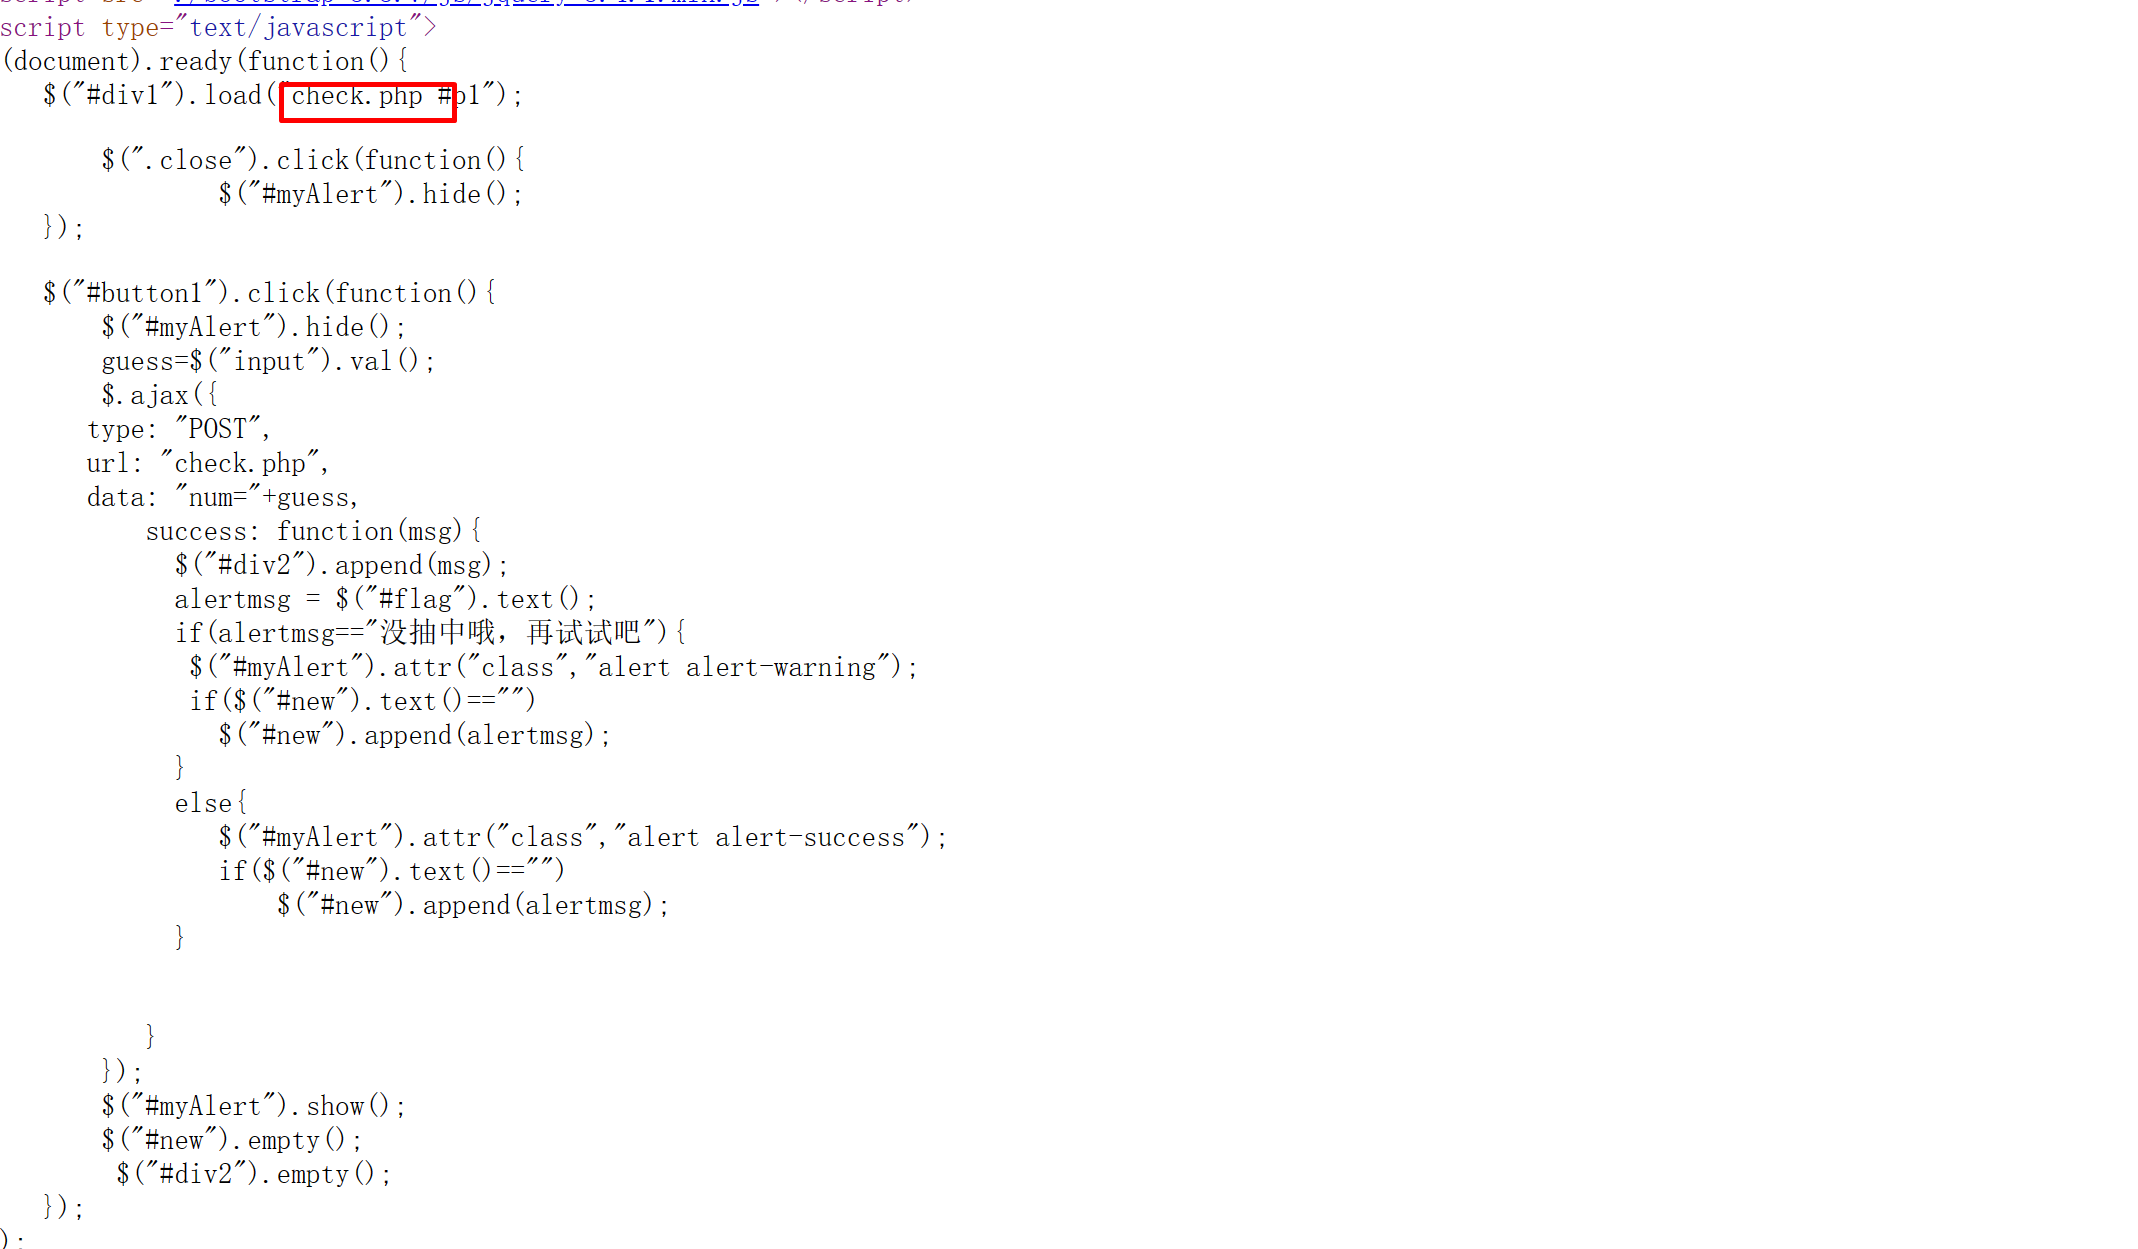 script type="text/javascript">
(document).ready(function(){
$("#div1").load("check.php #p1");
$(".close").click(function(){
$("#myAlert").hide();
});
$("#button1").click(function(){
$("#myAlert").hide();
guess=$("input").val();
$.ajax({
type: "POST",
url: "check.php",
data: "num="+guess,
success: function(msg){
$("#div2").append(msg);
alertmsg = $("#flag").text();
if(alertmsg=="没抽中哦，再试试吧"){
$("#myAlert").attr("class","alert alert-warning");
if($("#new").text()=="")
$("#new").append(alertmsg);
}
else{
$("#myAlert").attr("class","alert alert-success");
if($("#new").text()=="")
$("#new").append(alertmsg);
}
}
});
$("#myAlert").show();
$("#new").empty();
$("#div2").empty();
});
);